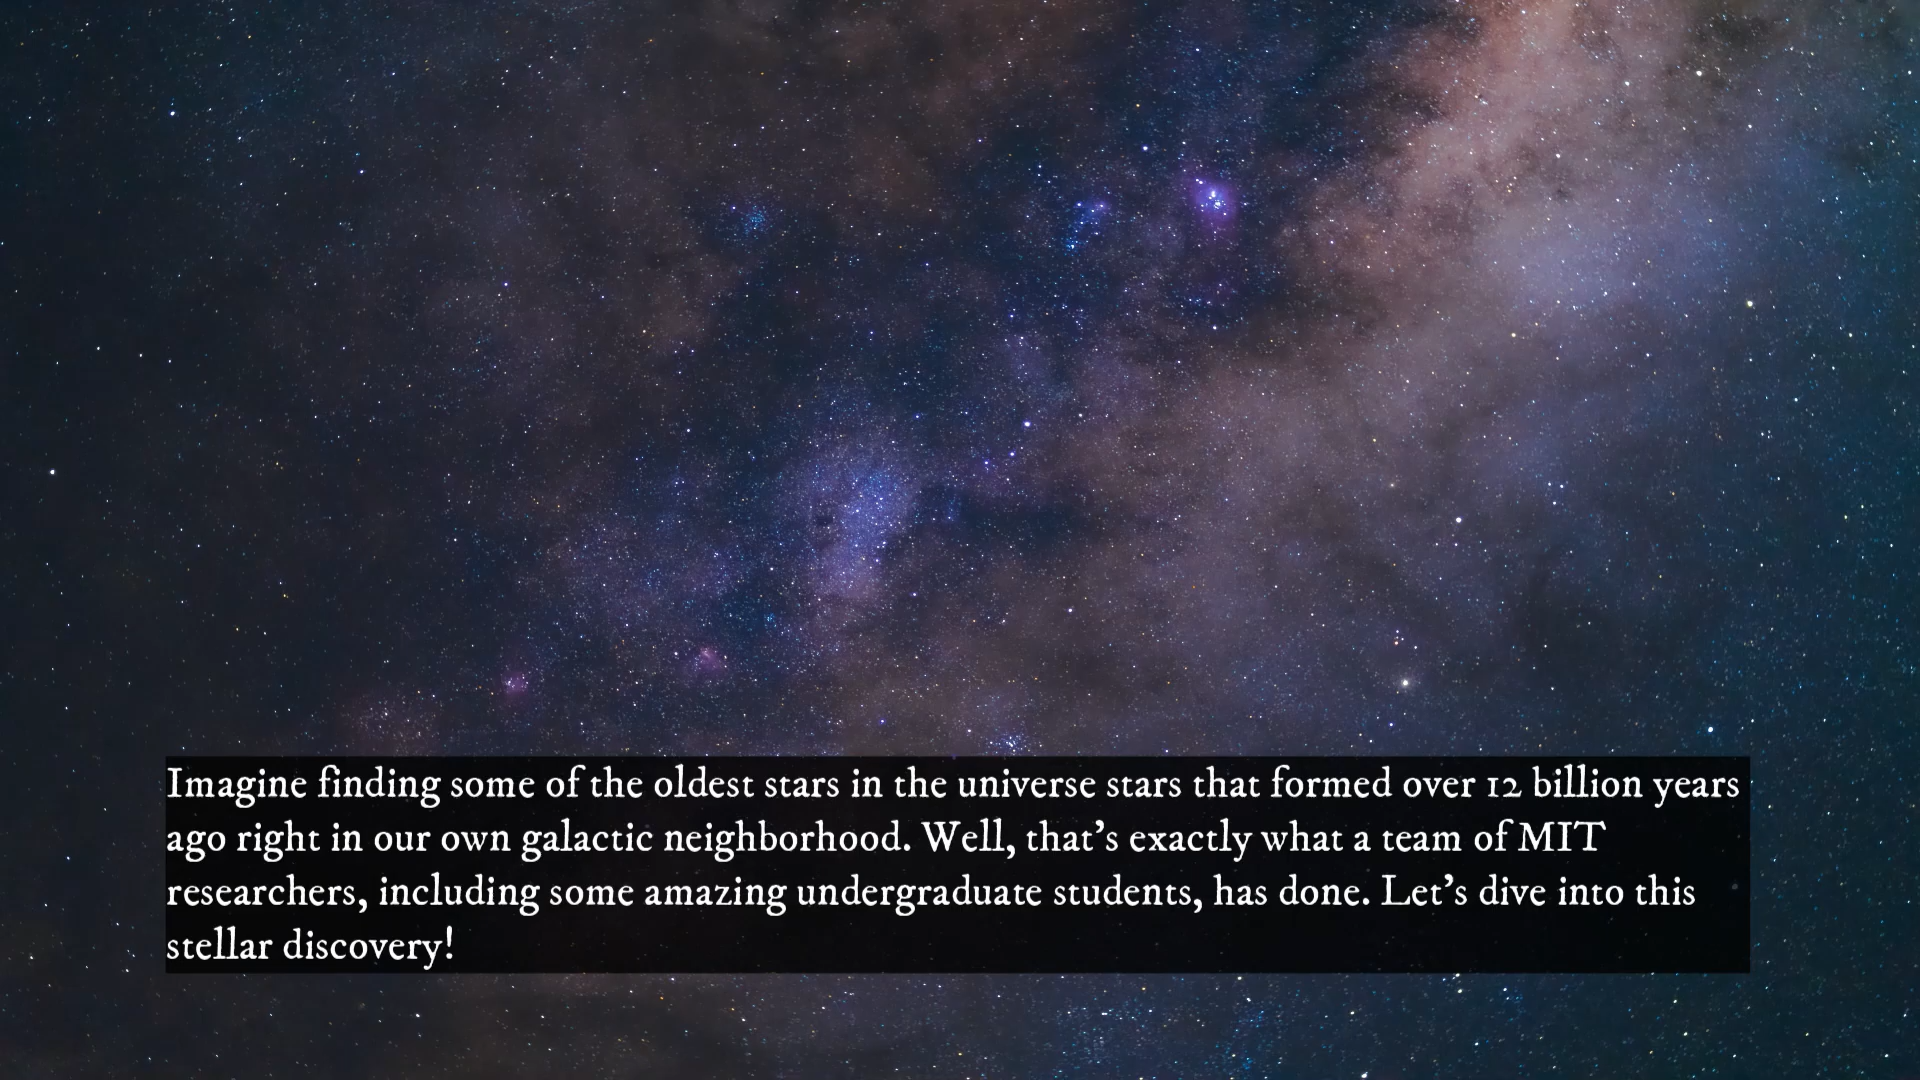 Imagine finding some of the oldest stars in the universe stars that formed over 12 billion years
ago right in our own galactic neighborhood. Well, that's exactly what a team of MIT
researchers, including some amazing undergraduate students, has done. Let's dive into this
stellar discovery!